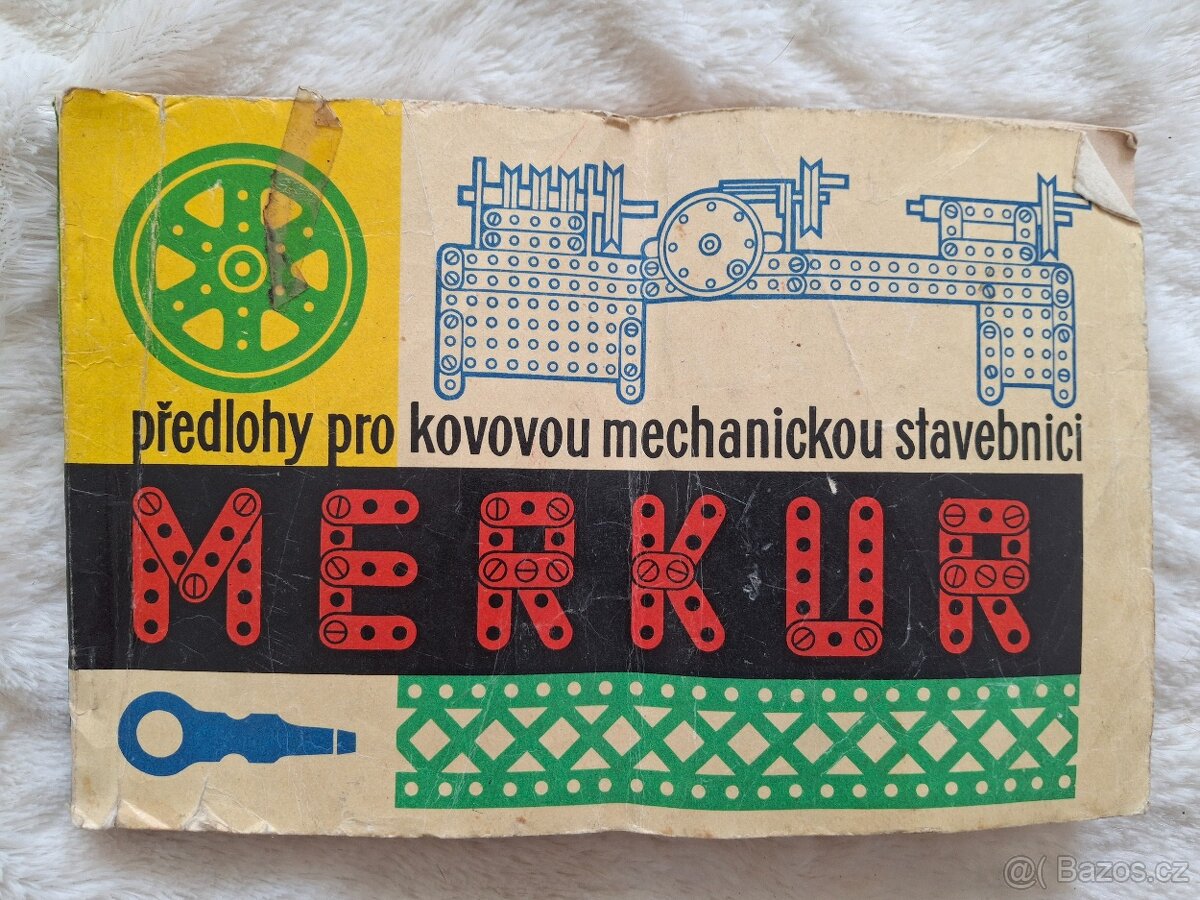 předlohy pro kovovou mechanickou stavebnici
MERKUR
@( Bazos.cz